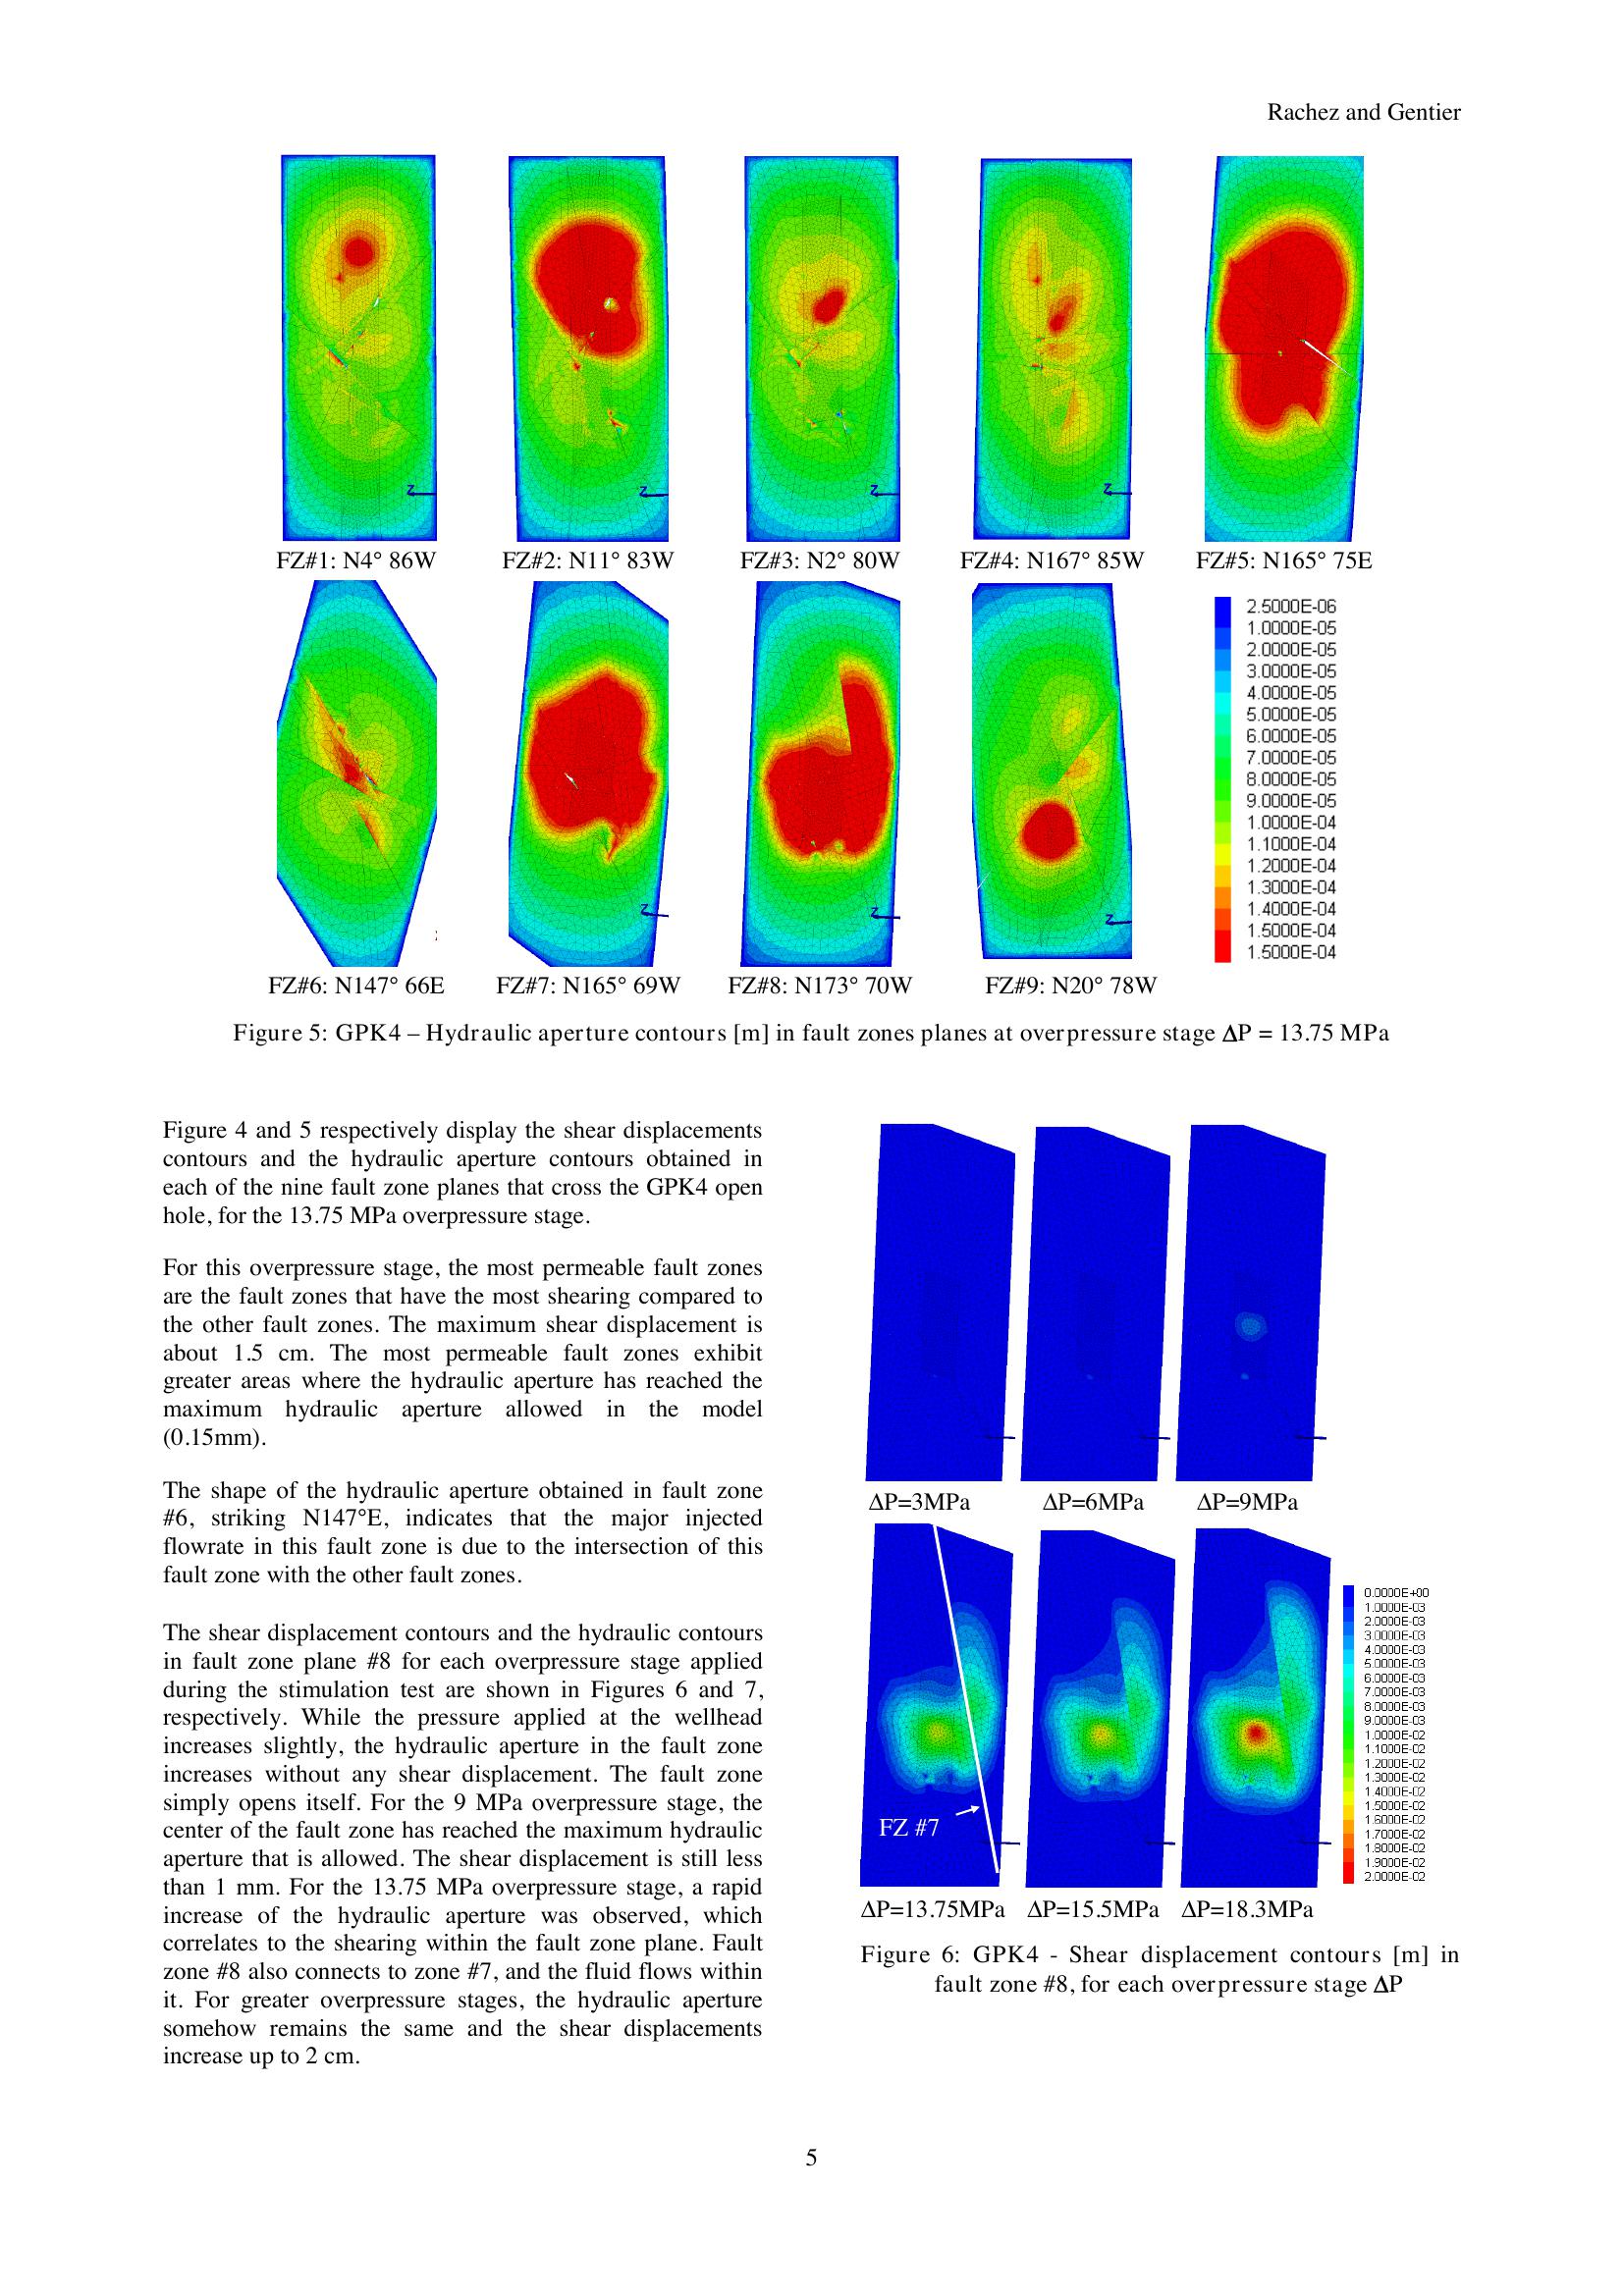 Rachez and Gentier
Z
Z
Z
Z
FZ#1: N4° 86W
FZ#2: N11° 83W
FZ#3: N2° 80W
FZ#4: N167° 85W
FZ#5: N165° 75E
Z
Z
Z
2.5000E-06
1.0000E-05
2.0000E-05
3.0000E-05
4.0000E-05
5.0000E-05
6.0000E-05
7.0000E-05
8.0000E-05
9.0000E-05
1.0000E-04
1.1000E-04
1.2000E-04
1.3000E-04
1.4000E-04
1.5000E-04
1.5000E-04
FZ#6: N147° 66E
FZ#7: N165° 69W
FZ#8: N173° 70W
FZ#9: N20° 78W
Figure 5: GPK4 – Hydraulic aperture contours [m] in fault zones planes at overpressure stage ΔP = 13.75 MPa
Figure 4 and 5 respectively display the shear displacements
contours and the hydraulic aperture contours obtained in
each of the nine fault zone planes that cross the GPK4 open
hole, for the 13.75 MPa overpressure stage.
For this overpressure stage, the most permeable fault zones
are the fault zones that have the most shearing compared to
the other fault zones. The maximum shear displacement is
about 1.5 cm. The most permeable fault zones exhibit
greater areas where the hydraulic aperture has reached the
maximum hydraulic aperture allowed in the model
(0.15mm).
The shape of the hydraulic aperture obtained in fault zone
#6, striking N147°E, indicates that the major injected
flowrate in this fault zone is due to the intersection of this
fault zone with the other fault zones.
The shear displacement contours and the hydraulic contours
in fault zone plane #8 for each overpressure stage applied
during the stimulation test are shown in Figures 6 and 7,
respectively. While the pressure applied at the wellhead
increases slightly, the hydraulic aperture in the fault zone
increases without any shear displacement. The fault zone
simply opens itself. For the 9 MPa overpressure stage, the
center of the fault zone has reached the maximum hydraulic
aperture that is allowed. The shear displacement is still less
than 1 mm. For the 13.75 MPa overpressure stage, a rapid
increase of the hydraulic aperture was observed, which
correlates to the shearing within the fault zone plane. Fault
zone #8 also connects to zone #7, and the fluid flows within
it. For greater overpressure stages, the hydraulic aperture
somehow remains the same and the shear displacements
increase up to 2 cm.
ΔP=3MPa
ΔP=6MPa
ΔP=9MPa
FZ #7
0.0000E+00
1.0000E-03
2.0000E-03
3.0000E-03
4.0000E-03
5.0000E-03
6.0000E-03
7.0000E-03
8.0000E-03
9.0000E-03
1.0000E-02
1.1000E-02
1.2000E-02
1.3000E-02
1.4000E-02
1.5000E-02
1.6000E-02
1.7000E-02
1.8000E-02
1.9000E-02
2.0000E-02
ΔP=13.75MPa
ΔP=15.5MPa
ΔP=18.3MPa
Figure 6: GPK4 - Shear displacement contours [m] in
fault zone #8, for each overpressure stage ΔP
5